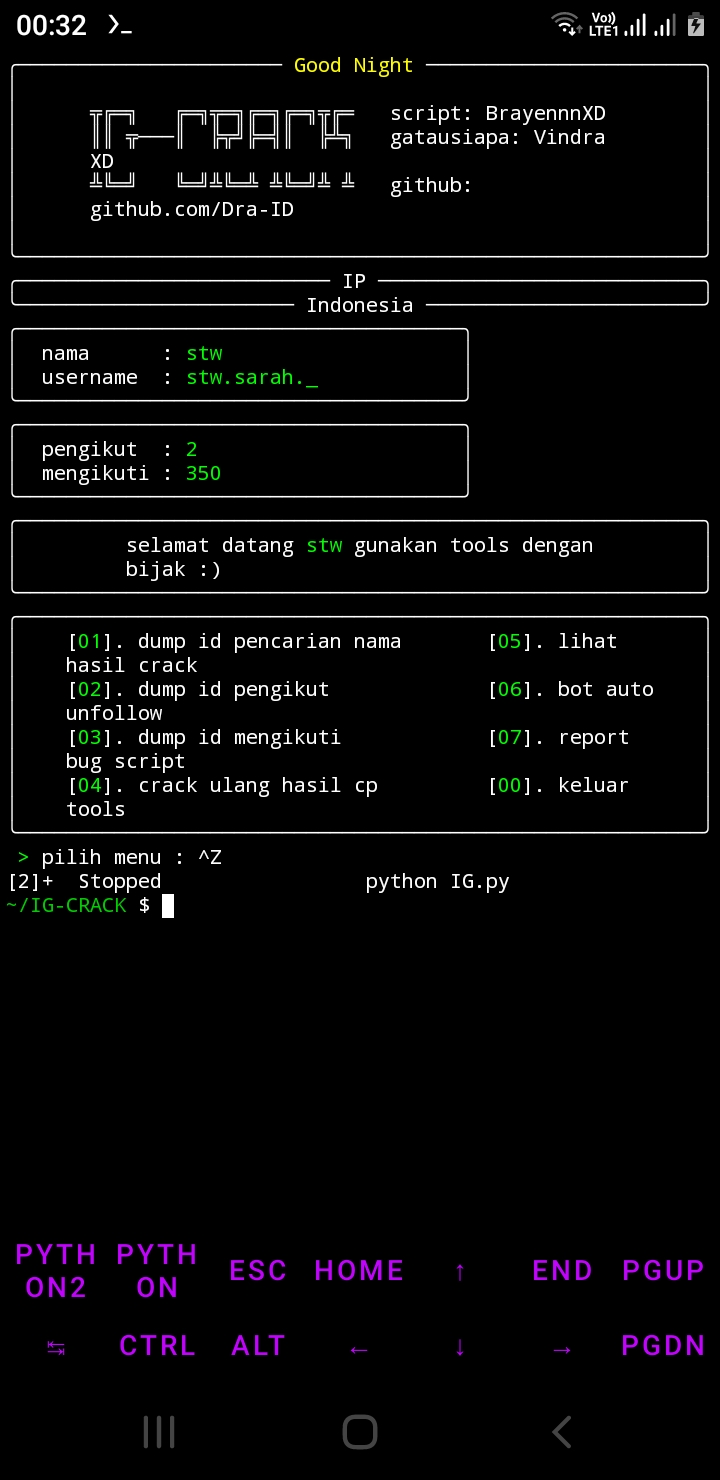 00:32
Vo)) LTE1
Good Night
script: BrayennnXD
IG-CRACK gatausiapa: Vindra
XD
github:
github.com/Dra-ID
IP
Indonesia
nama : stw
username : stw.sarah._
pengikut : 2
mengikuti : 350
selamat datang stw gunakan tools dengan
bijak :)
[01]. dump id pencarian nama [05]. lihat
hasil crack
[02]. dump id pengikut [06]. bot auto
unfollow
[03]. dump id mengikuti [07]. report
bug script
[04]. crack ulang hasil cp [00]. keluar
tools
> pilih menu : ^Z
[2]+ Stopped python IG.py
~/IG-CRACK $
PYTHON2 PYTHON ESC HOME ↑ END PGUP
↹ CTRL ALT ← ↓ → PGDN